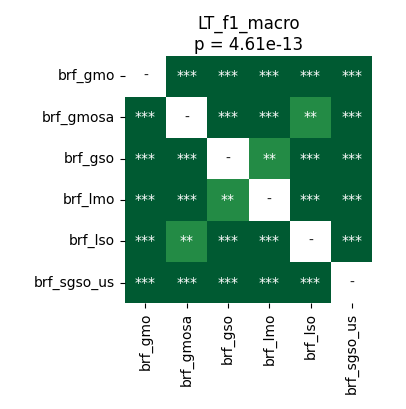 LT_f1_macro
p = 4.61e-13
brf_gmo - *** *** *** *** ***
brf_gmosa *** - *** *** ** ***
brf_gso *** *** - ** *** ***
brf_lmo *** *** ** - *** ***
brf_lso *** ** *** *** - ***
brf_sgso_us *** *** *** *** *** -
brf_gmo
brf_gmosa
brf_gso
brf_lmo
brf_lso
brf_sgso_us